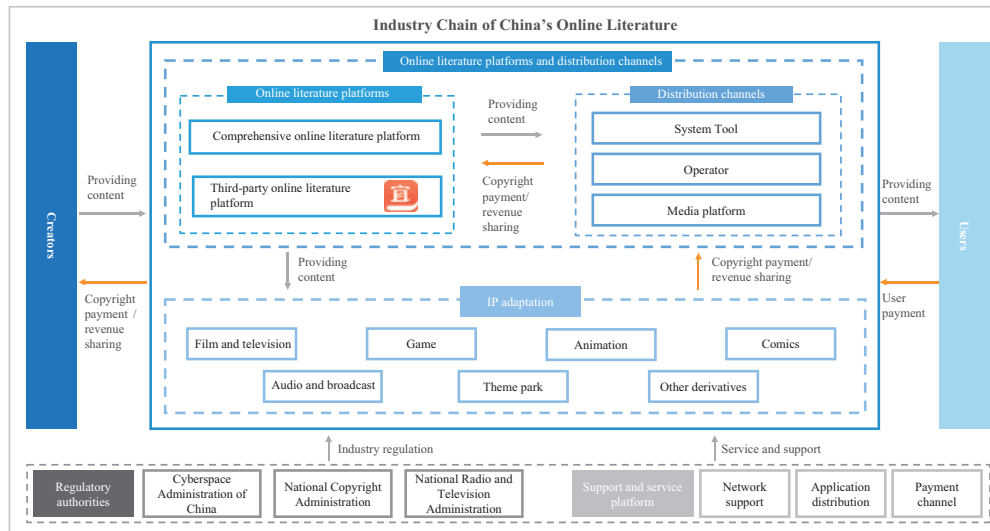 Industry Chain of China's Online Literature
Online literature platforms and distribution channels
Online literature platforms
Comprehensive online literature platform
Third-party online literature
platform
宜
Providing
content
Copyright
payment/
revenue
sharing
Distribution channels
System Tool
Operator
Media platform
Creators
Providing
content
Copyright
payment /
revenue
sharing
Users
Providing
content
User
payment
Providing
content
Copyright payment/
revenue sharing
IP adaptation
Film and television
Game
Animation
Comics
Audio and broadcast
Theme park
Other derivatives
Industry regulation
Service and support
Regulatory
authorities
Cyberspace
Administration of
China
National Copyright
Administration
National Radio and
Television
Administration
Support and service
platform
Network
support
Application
distribution
Payment
channel